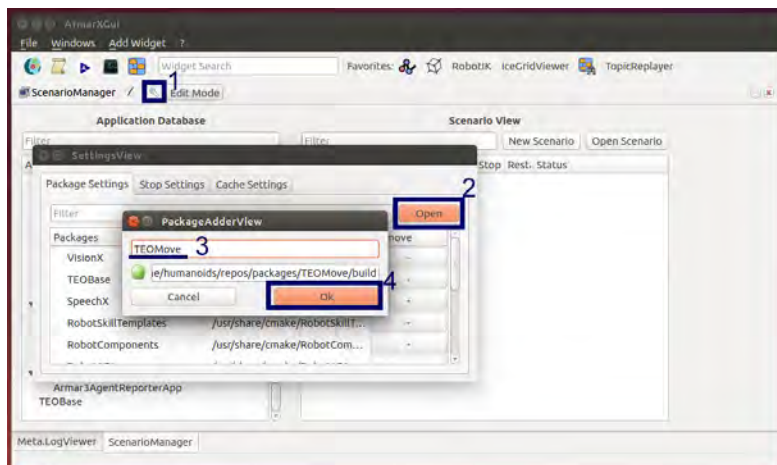 ArmarXGui
File Windows Add Widget ?
Widget Search Favorites: RobotIK IceGridViewer TopicReplayer
1
ScenarioManager Edit Mode
Application Database Scenario View
Filter Filter New Scenario Open Scenario
SettingsView Stop Rest. Status
Package Settings Stop Settings Cache Settings
2
Filter Open
PackageAdderView
Packages
TEOMove 3
VisionX
/humanoids/repos/packages/TEOMove/build
TEOBase
4
Cancel Ok
SpeechX
RobotSkillTemplates /usr/share/cmake/RobotSkillT...
RobotComponents /usr/share/cmake/RobotCom...
Armar3AgentReporterApp
TEOBase
Meta.LogViewer ScenarioManager